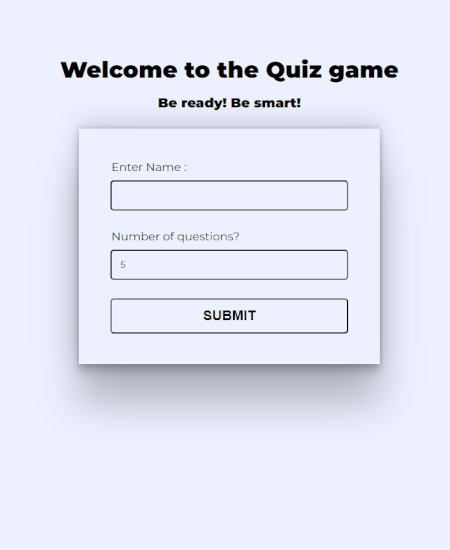 Welcome to the Quiz game
Be ready! Be smart!
Enter Name :
Number of questions?
5
SUBMIT